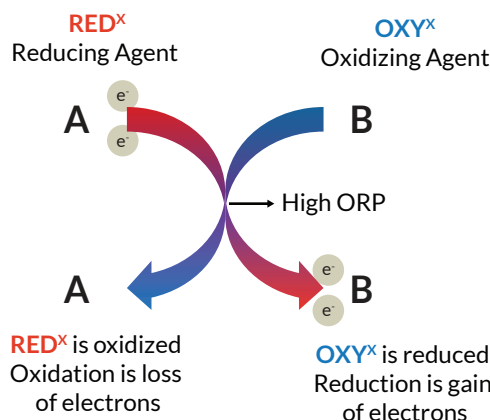 REDˣ
Reducing Agent
OXYˣ
Oxidizing Agent
A
e⁻
e⁻
B
High ORP
A
e⁻
e⁻
B
REDˣ is oxidized
Oxidation is loss
of electrons
OXYˣ is reduced
Reduction is gain
of electrons